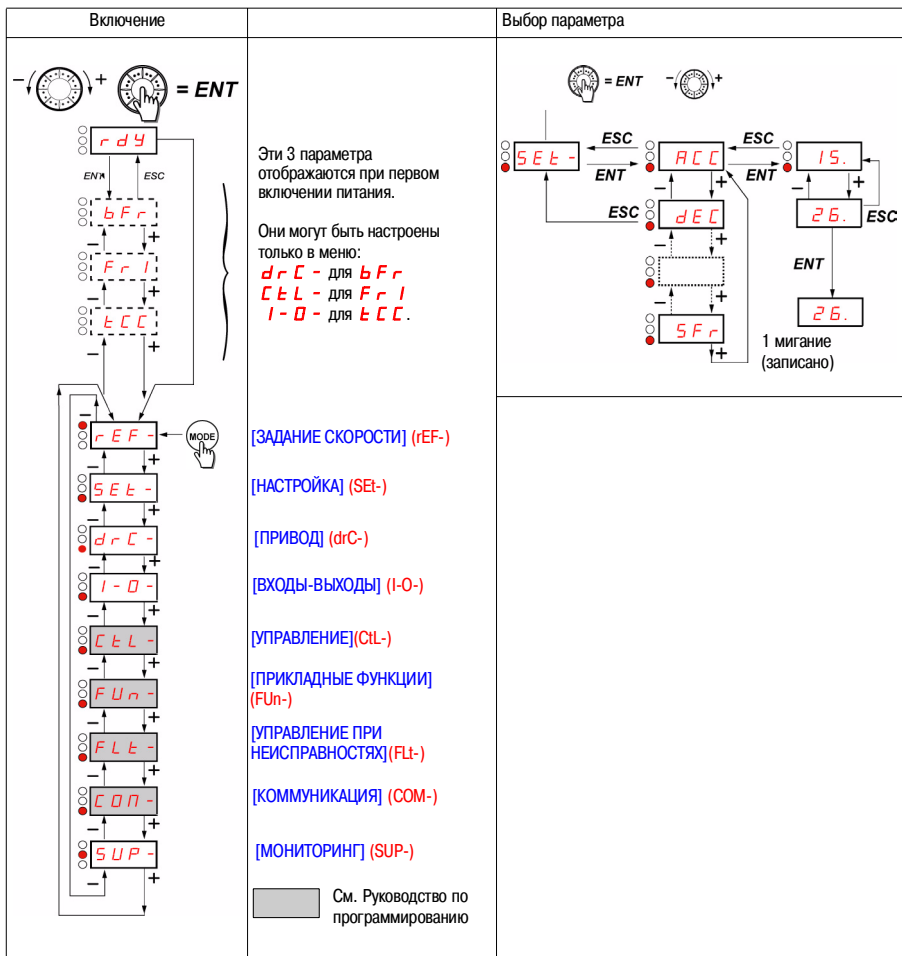 Включение
Выбор параметра
- + = ENT
rdY
ENT ESC
bFr
- +
Fr1
- +
tCC
- +
Эти 3 параметра
отображаются при первом
включении питания.
Они могут быть настроены
только в меню:
drC - для bFr
CtL - для Fr1
I-O - для tCC.
= ENT - +
SEt -
ESC
ENT
ACC
ESC
ENT
15.
- +
- +
ESC
dEC
26.
ESC
- +
ENT
- +
SFr
+
26.
1 мигание
(записано)
-
rEF -
MODE
[ЗАДАНИЕ СКОРОСТИ] (rEF-)
- +
SEt -
[НАСТРОЙКА] (SEt-)
- +
drC -
[ПРИВОД] (drC-)
- +
I-O -
[ВХОДЫ-ВЫХОДЫ] (I-O-)
- +
CtL -
[УПРАВЛЕНИЕ](CtL-)
- +
FUn -
[ПРИКЛАДНЫЕ ФУНКЦИИ]
(FUn-)
- +
FLt -
[УПРАВЛЕНИЕ ПРИ
НЕИСПРАВНОСТЯХ](FLt-)
- +
COM -
[КОММУНИКАЦИЯ] (COM-)
- +
SUP -
[МОНИТОРИНГ] (SUP-)
- +
См. Руководство по
программированию